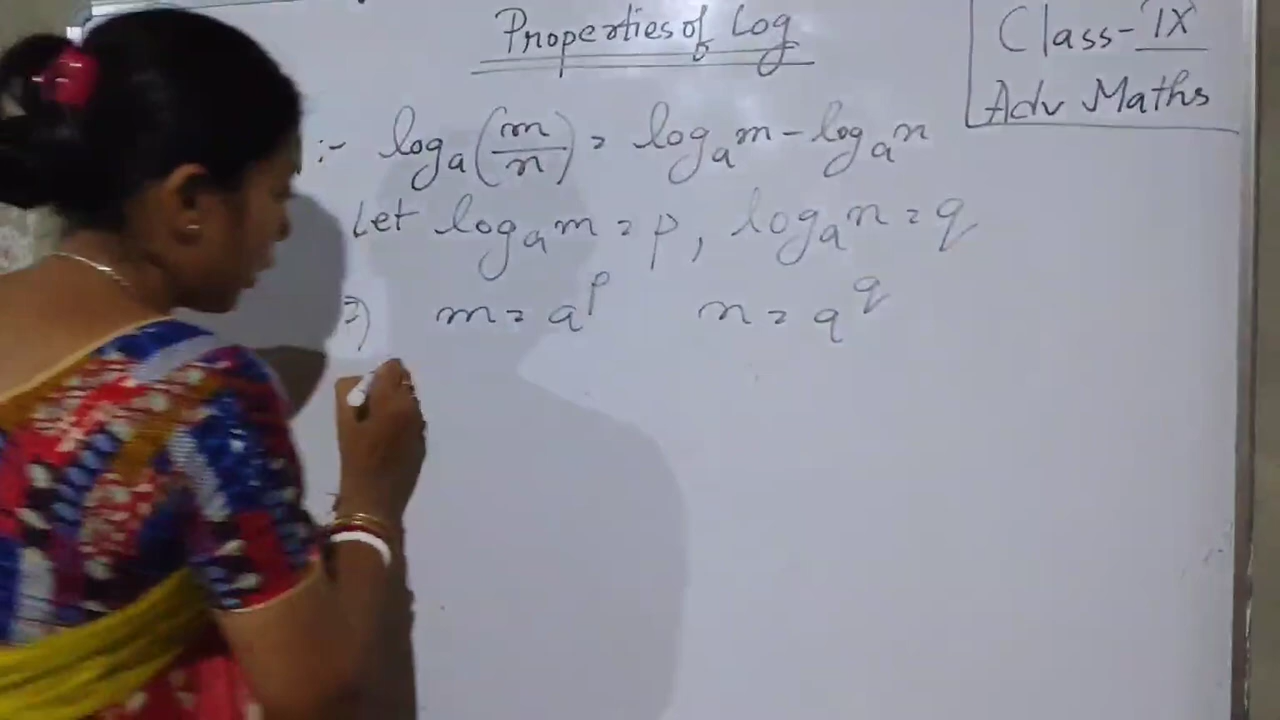 Properties of Log
Class-IX
Adv Maths
:- logₐ(m/n) = logₐm - logₐn
Let logₐm = p, logₐn = q
⇒ m = a^p n = a^q